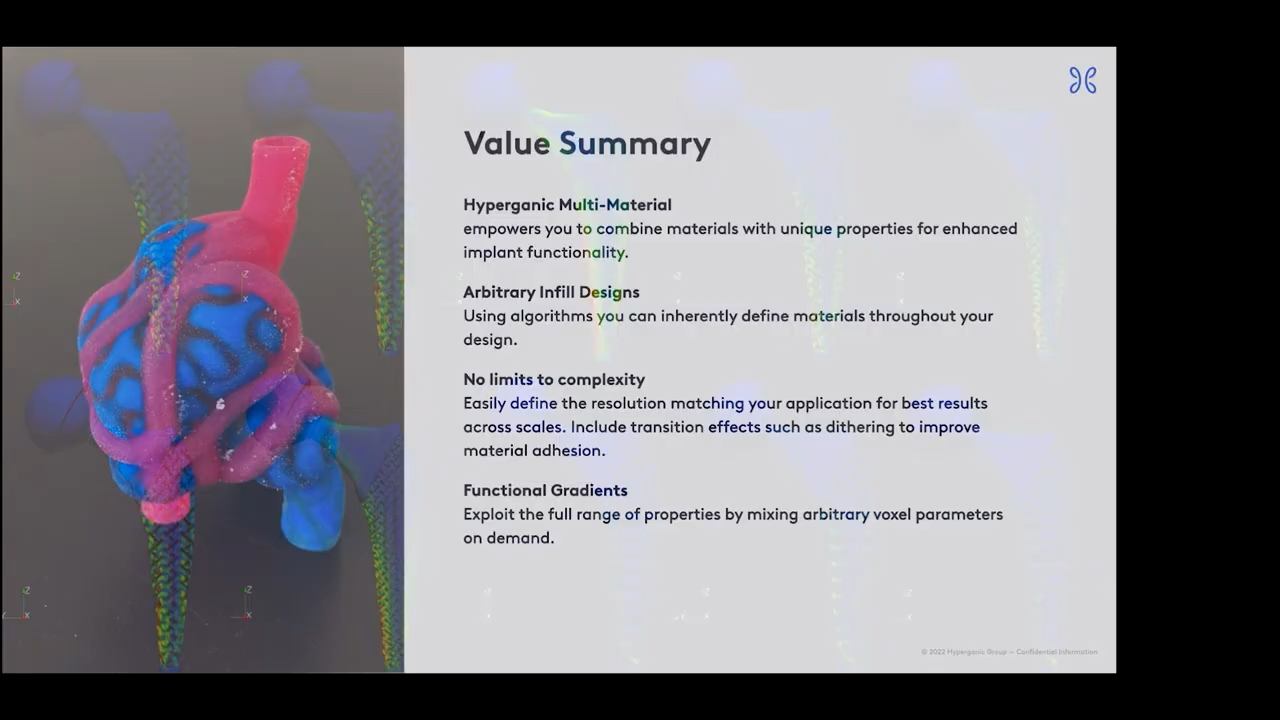 Value Summary
Hyperganic Multi-Material
empowers you to combine materials with unique properties for enhanced
implant functionality.
Arbitrary Infill Designs
Using algorithms you can inherently define materials throughout your
design.
No limits to complexity
Easily define the resolution matching your application for best results
across scales. Include transition effects such as dithering to improve
material adhesion.
Functional Gradients
Exploit the full range of properties by mixing arbitrary voxel parameters
on demand.
Z
X
Z
X
Z
X
Z
X
© 2022 Hyperganic Group – Confidential Information